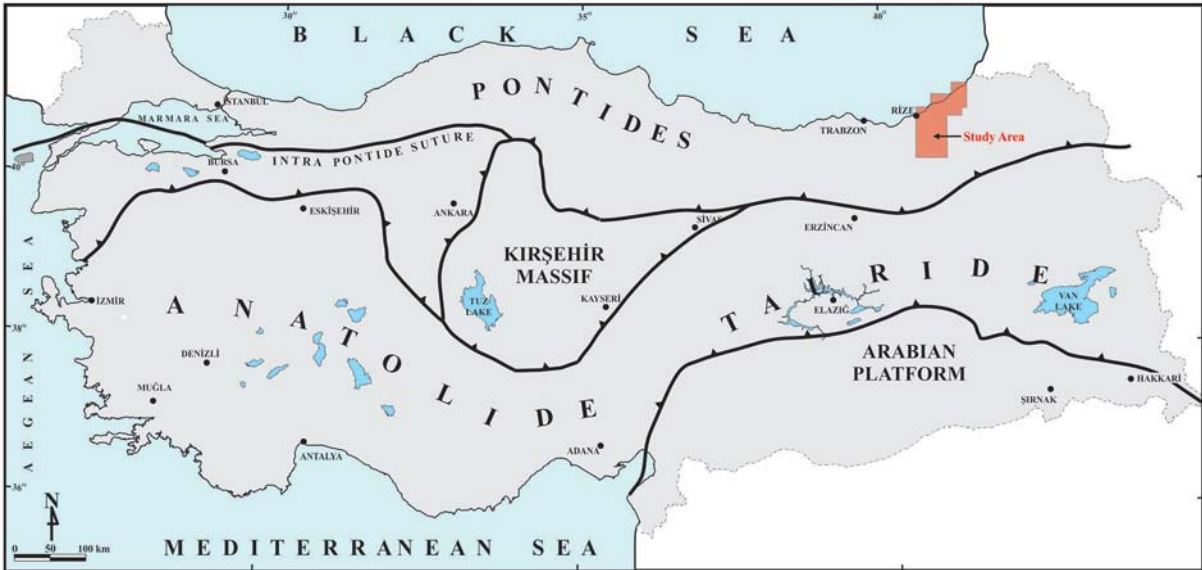 30° 35° 40°
BLACK SEA
PONTIDES
İSTANBUL
MARMARA SEA
RİZE
TRABZON
Study Area
INTRA PONTIDE SUTURE
BURSA
40°
ANKARA
ESKİŞEHİR
SİVAS
ERZİNCAN
AEGEAN SEA
KIRŞEHİR
MASSIF
İZMİR
TUZ
LAKE
KAYSERİ
ANATOLIDE
TAURIDE
ELAZIĞ
VAN
LAKE
38°
DENİZLİ
ARABIAN
PLATFORM
HAKKARİ
MUĞLA
ŞIRNAK
ANTALYA
ADANA
36°
N
0 50 100 km
MEDITERRANEAN SEA